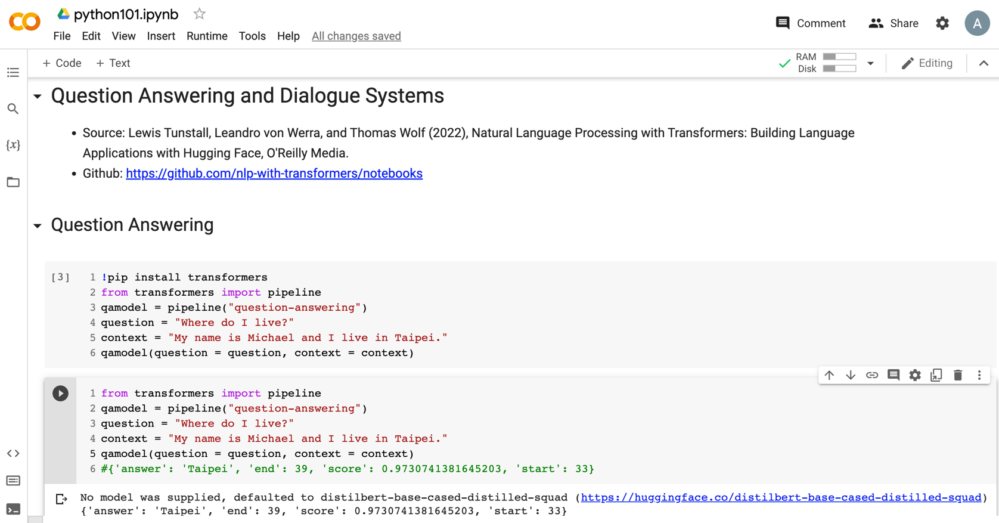 python101.ipynb
File Edit View Insert Runtime Tools Help All changes saved
Comment Share A
+ Code + Text
RAM
Disk
Editing
Question Answering and Dialogue Systems
• Source: Lewis Tunstall, Leandro von Werra, and Thomas Wolf (2022), Natural Language Processing with Transformers: Building Language
Applications with Hugging Face, O'Reilly Media.
• Github: https://github.com/nlp-with-transformers/notebooks
{x}
Question Answering
[3] 1 !pip install transformers
2 from transformers import pipeline
3 qamodel = pipeline("question-answering")
4 question = "Where do I live?"
5 context = "My name is Michael and I live in Taipei."
6 qamodel(question = question, context = context)
1 from transformers import pipeline
2 qamodel = pipeline("question-answering")
3 question = "Where do I live?"
4 context = "My name is Michael and I live in Taipei."
5 qamodel(question = question, context = context)
6 #{'answer': 'Taipei', 'end': 39, 'score': 0.9730741381645203, 'start': 33}
No model was supplied, defaulted to distilbert-base-cased-distilled-squad (https://huggingface.co/distilbert-base-cased-distilled-squad)
{'answer': 'Taipei', 'end': 39, 'score': 0.9730741381645203, 'start': 33}